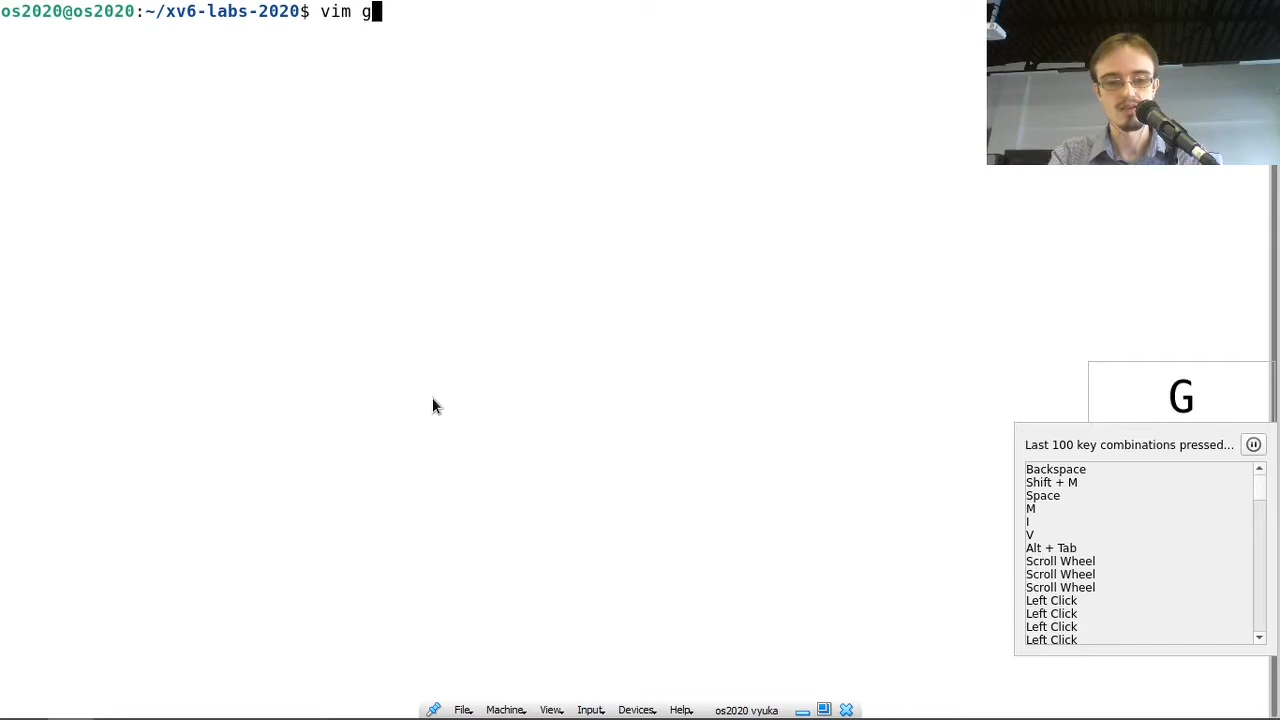 os2020@os2020:~/xv6-labs-2020$ vim g
G
Last 100 key combinations pressed...
Backspace
Shift + M
Space
M
I
V
Alt + Tab
Scroll Wheel
Scroll Wheel
Scroll Wheel
Left Click
Left Click
Left Click
Left Click
File
Machine
View
Input
Devices
Help
os2020 vyuka